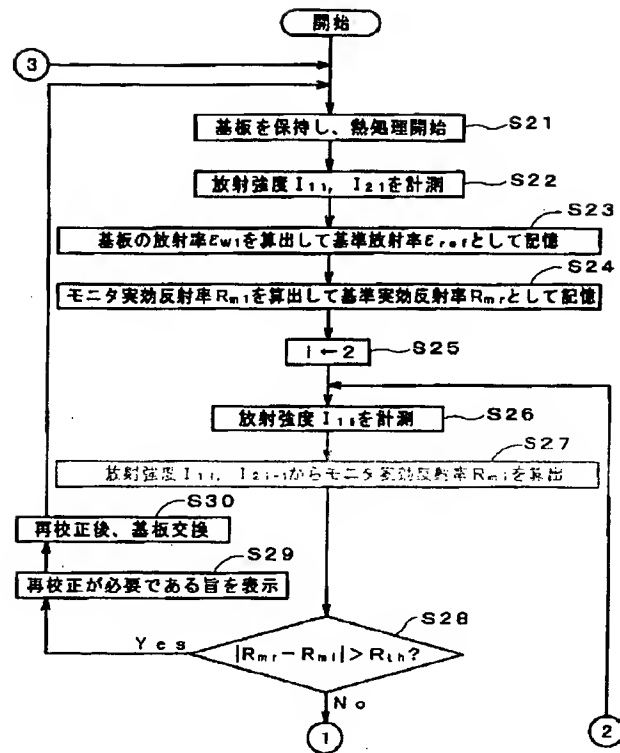 開始
3
基板を保持し、熱処理開始
S21
放射強度I₁₁, I₂₁を計測
S22
S23
基板の放射率εw₁を算出して基準放射率εrefとして記憶
S24
モニタ実効反射率Rm₁を算出して基準実効反射率Rmrとして記憶
i←2
S25
放射強度I₁ᵢを計測
S26
S27
放射強度I₁ᵢ, I₂ᵢ₋₁からモニタ実効反射率Rmiを算出
S30
再校正後、基板交換
S29
再校正が必要である旨を表示
S28
Yes
|Rmr−Rmi|>Rth?
No
1
2